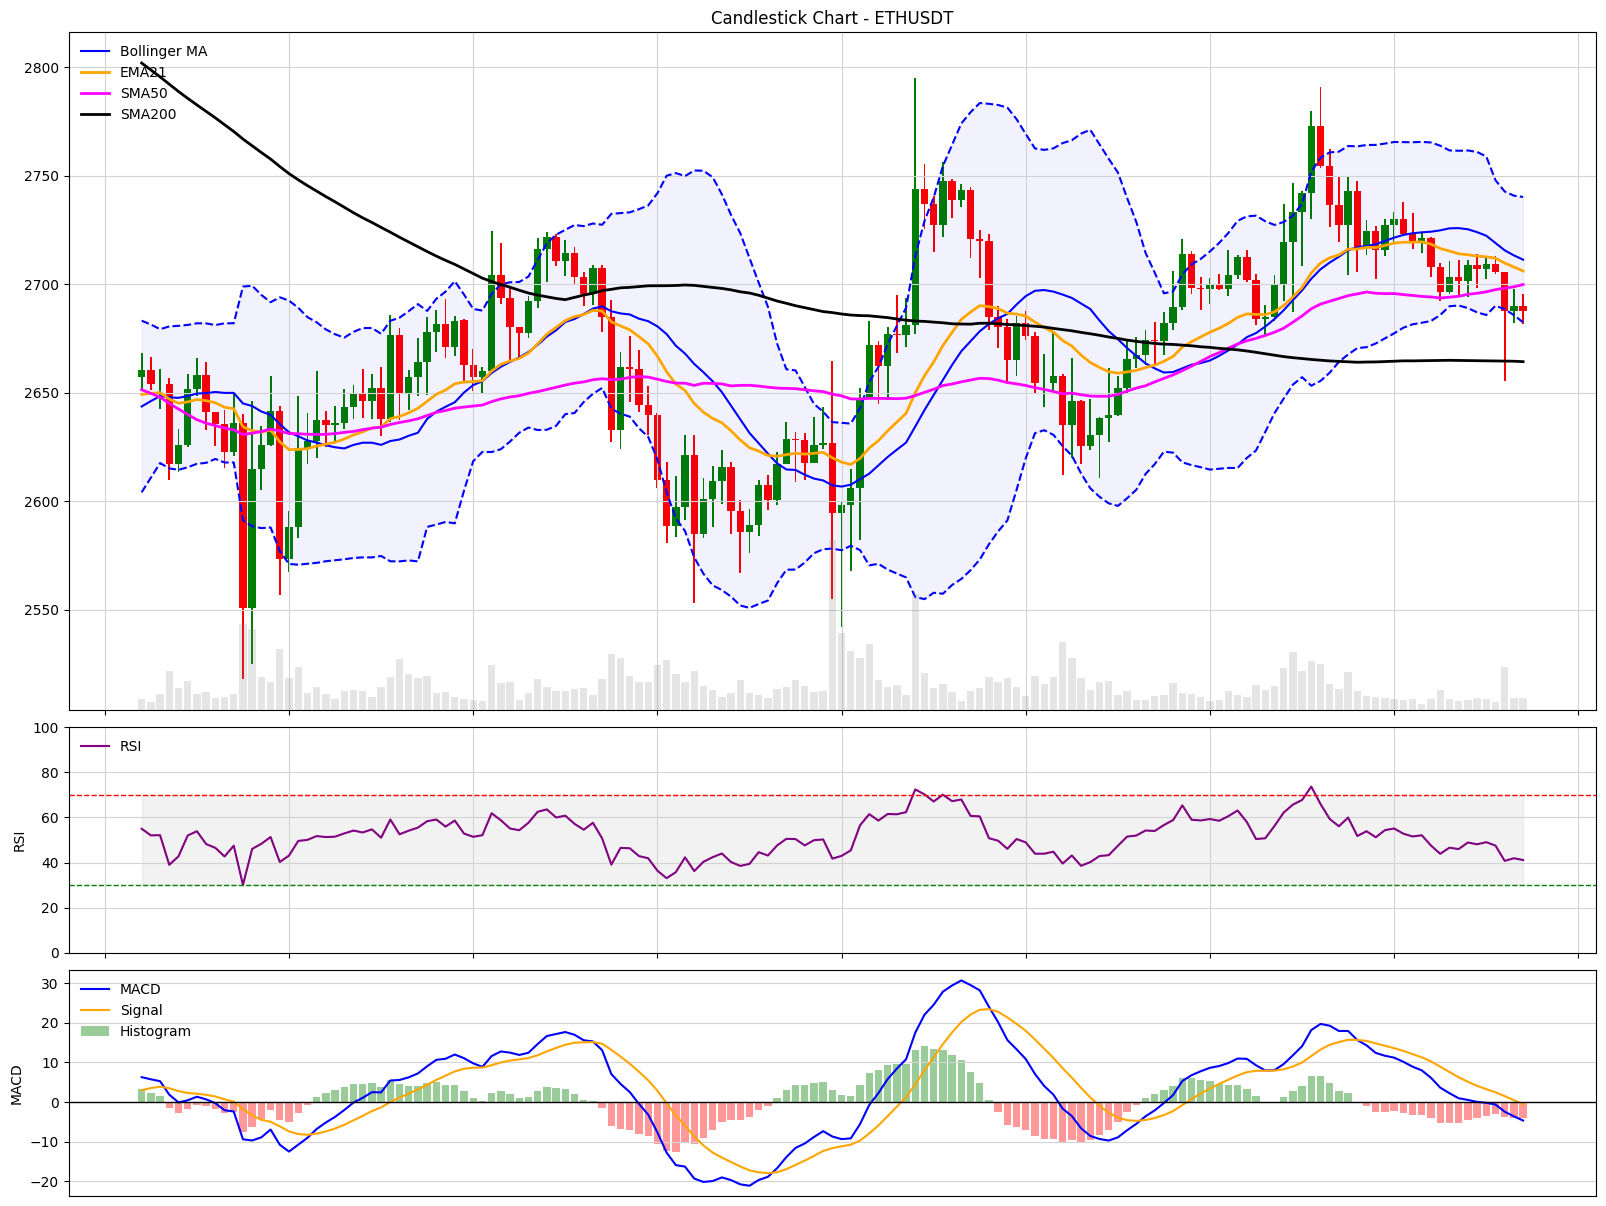 Candlestick Chart - ETHUSDT
Bollinger MA
EMA21
SMA50
SMA200
2800
2750
2700
2650
2600
2550
RSI
RSI
100
80
60
40
20
0
MACD
Signal
Histogram
MACD
30
20
10
0
−10
−20